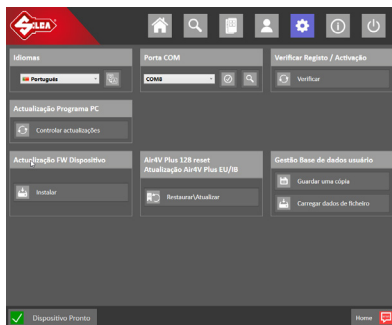 SILCA
Idiomas
Português
Porta COM
COM8
Verificar Registo / Activação
Verificar
Actualização Programa PC
Controlar actualizações
Actualização FW Dispositivo
Instalar
Air4V Plus 128 reset
Atualização Air4V Plus EU/IB
Restaurar\Atualizar
Gestão Base de dados usuário
Guardar uma cópia
Carregar dados de ficheiro
Dispositivo Pronto
Home